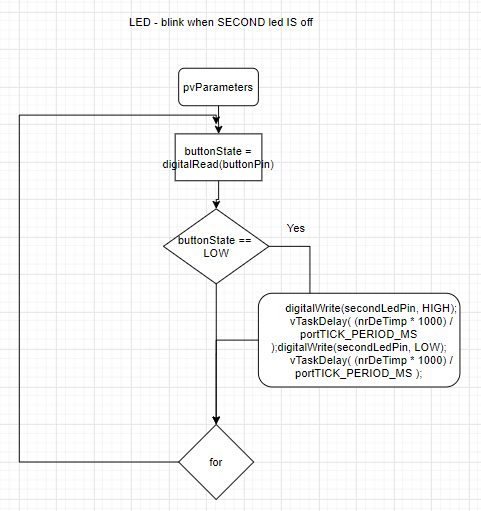 LED - blink when SECOND led IS off
pvParameters
buttonState =
digitalRead(buttonPin)
buttonState ==
LOW
Yes
digitalWrite(secondLedPin, HIGH);
vTaskDelay( (nrDeTimp * 1000) /
portTICK_PERIOD_MS
);digitalWrite(secondLedPin, LOW);
vTaskDelay( (nrDeTimp * 1000) /
portTICK_PERIOD_MS );
for